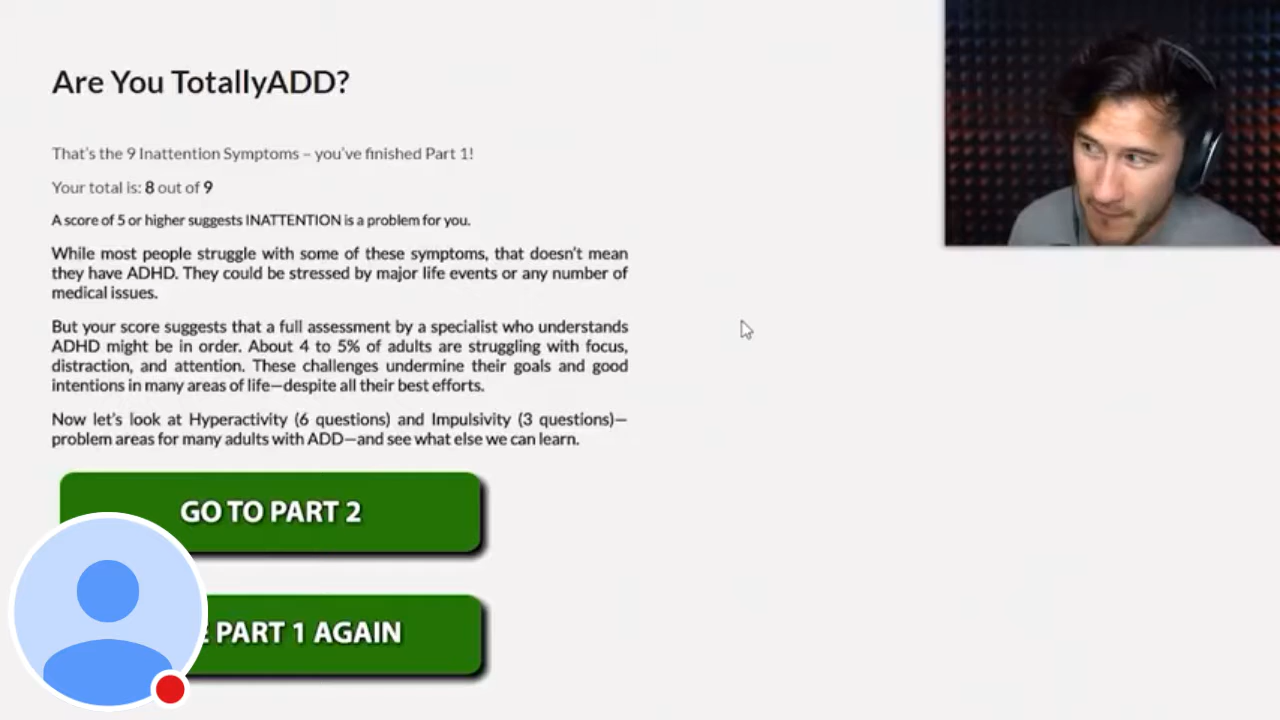 Are You TotallyADD?
That's the 9 Inattention Symptoms – you've finished Part 1!
Your total is: 8 out of 9
A score of 5 or higher suggests INATTENTION is a problem for you.
While most people struggle with some of these symptoms, that doesn't mean
they have ADHD. They could be stressed by major life events or any number of
medical issues.
But your score suggests that a full assessment by a specialist who understands
ADHD might be in order. About 4 to 5% of adults are struggling with focus,
distraction, and attention. These challenges undermine their goals and good
intentions in many areas of life—despite all their best efforts.
Now let's look at Hyperactivity (6 questions) and Impulsivity (3 questions)—
problem areas for many adults with ADD—and see what else we can learn.
GO TO PART 2
PART 1 AGAIN